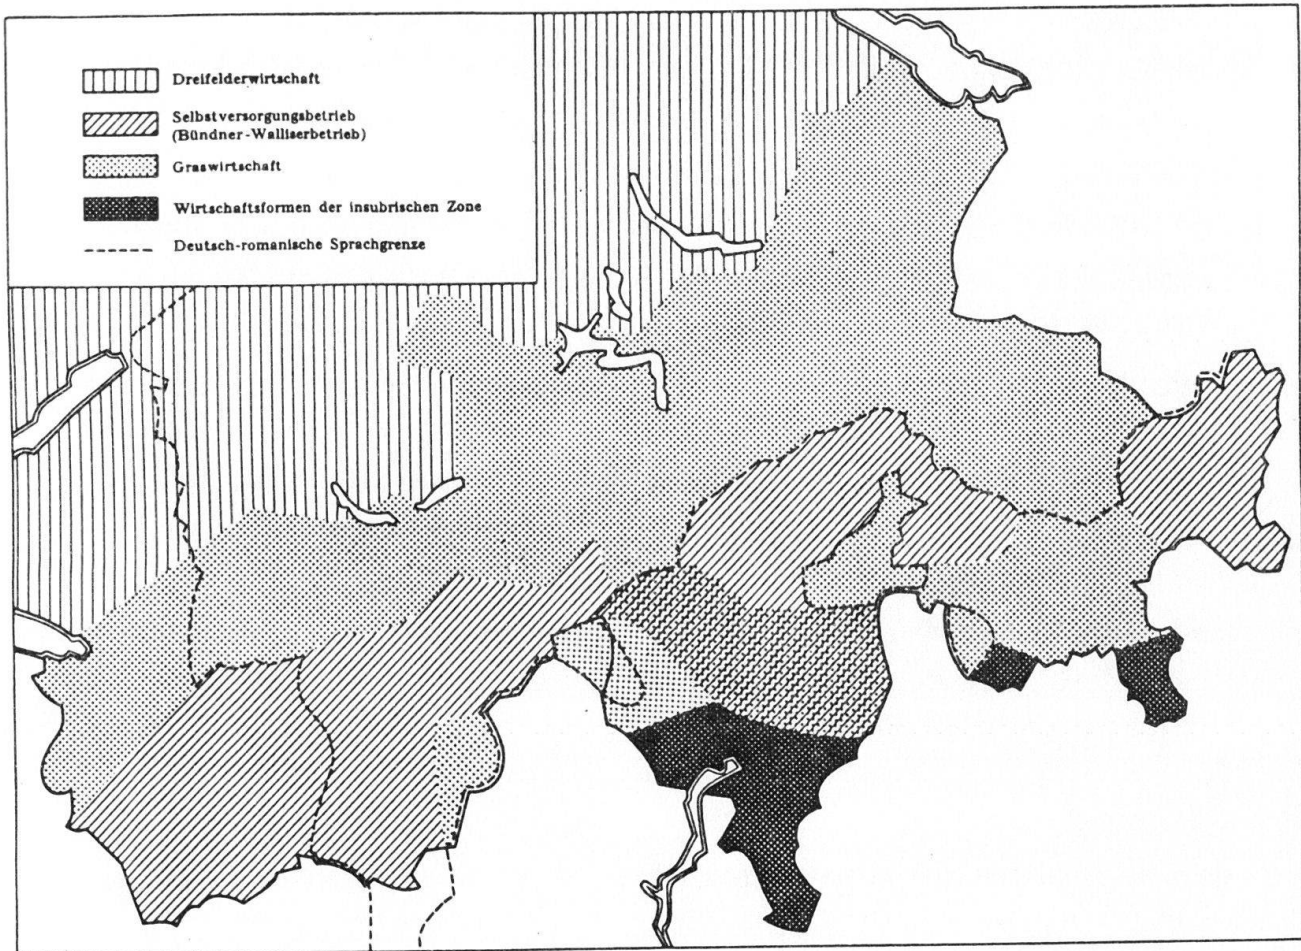 Dreifelderwirtschaft
Selbstversorgungsbetrieb
(Bündner-Walliserbetrieb)
Graswirtschaft
Wirtschaftsformen der insubrischen Zone
Deutsch-romanische Sprachgrenze